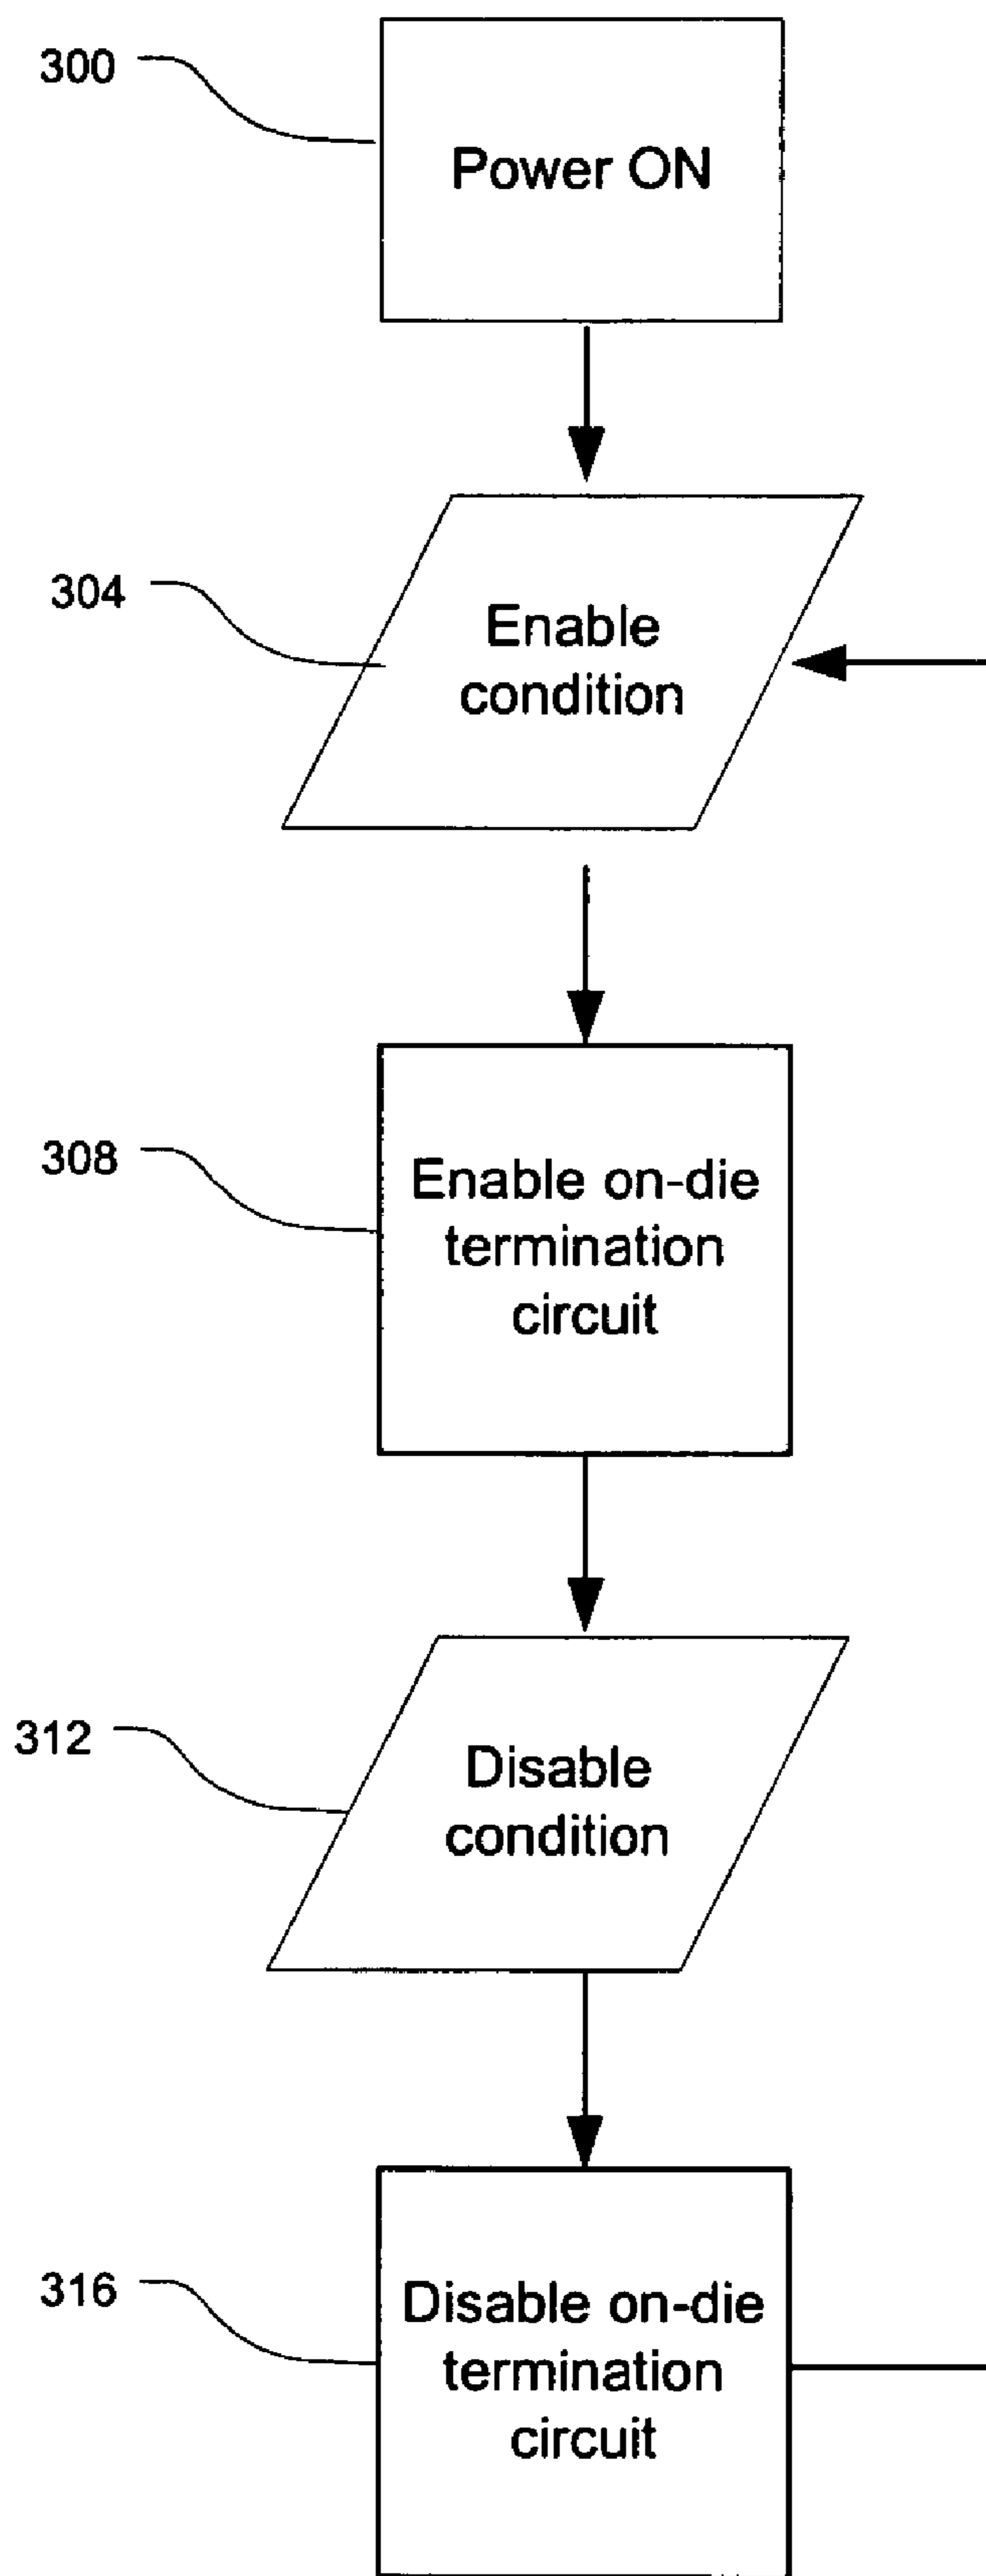 300
Power ON
304
Enable
condition
308
Enable on-die
termination
circuit
312
Disable
condition
316
Disable on-die
termination
circuit